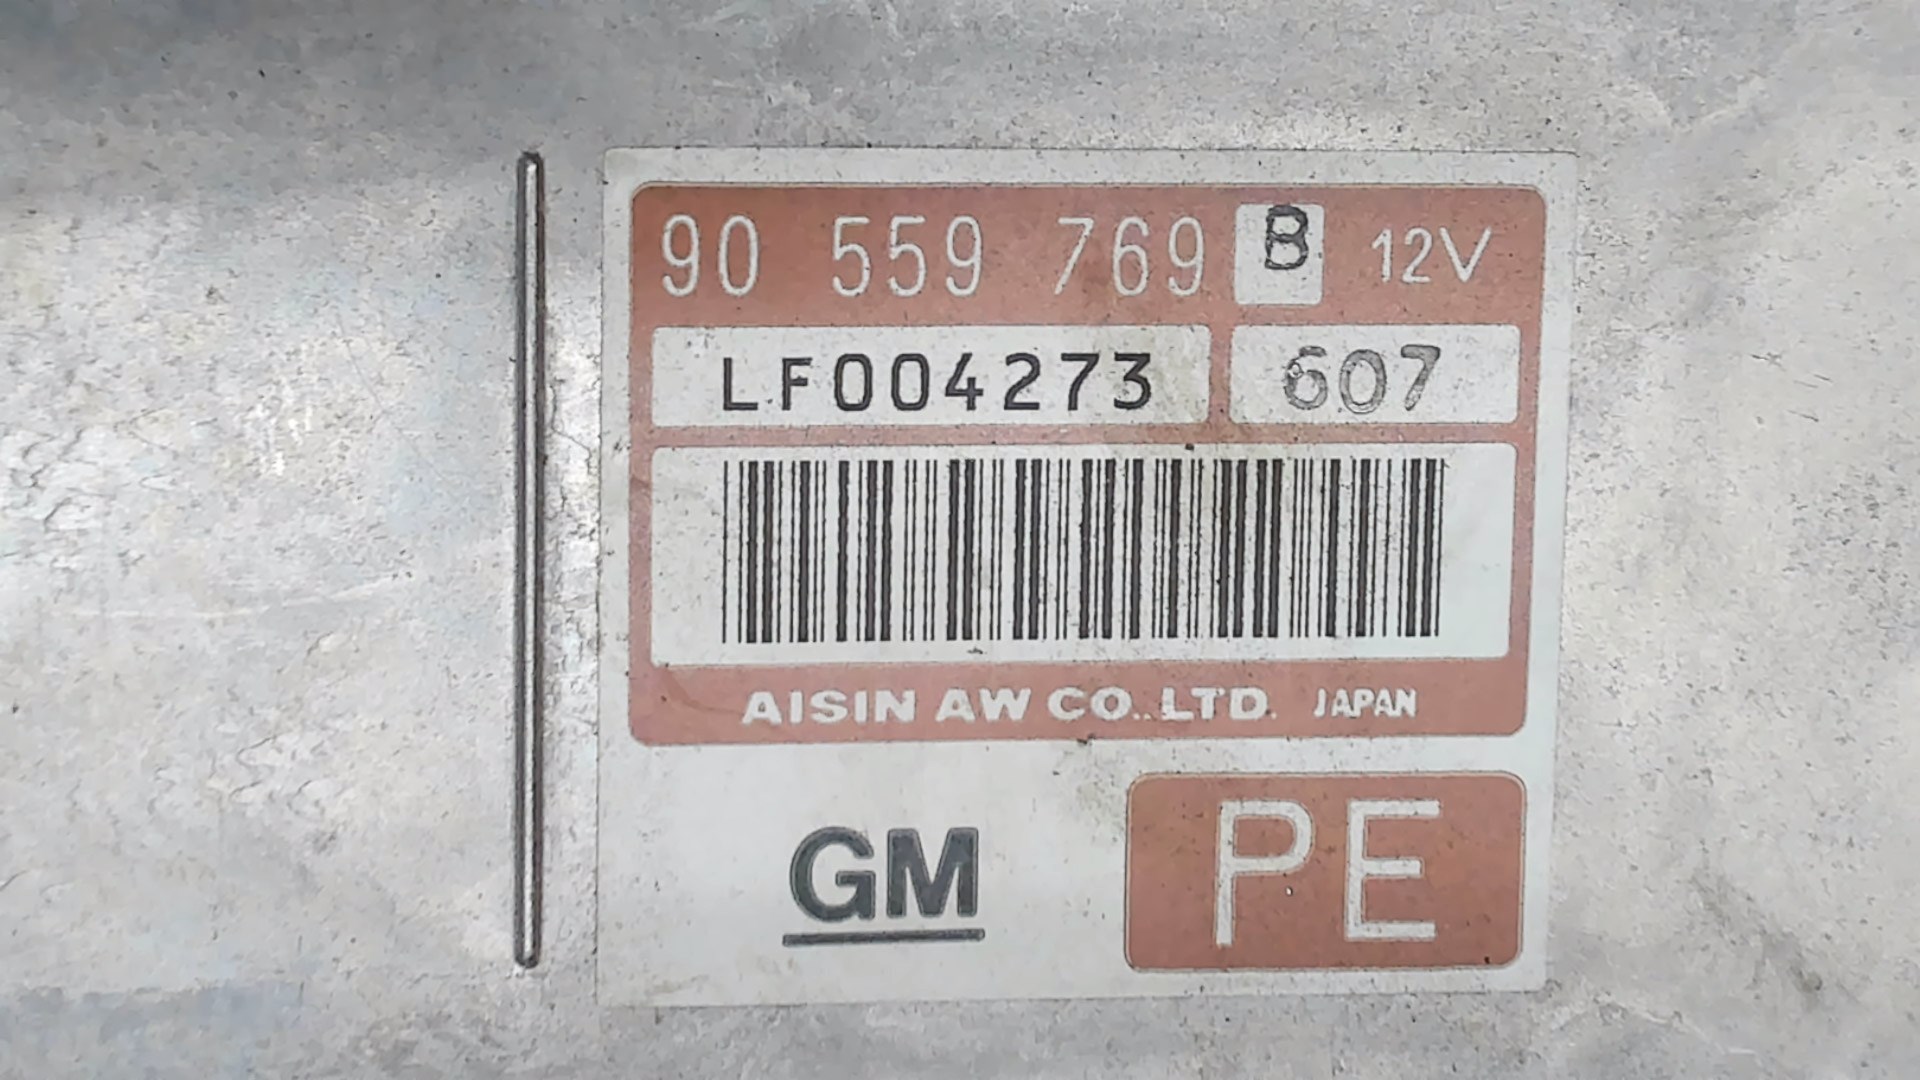 90 559 769 B 12V
LF004273 607
AISIN AW CO., LTD. JAPAN
GM PE